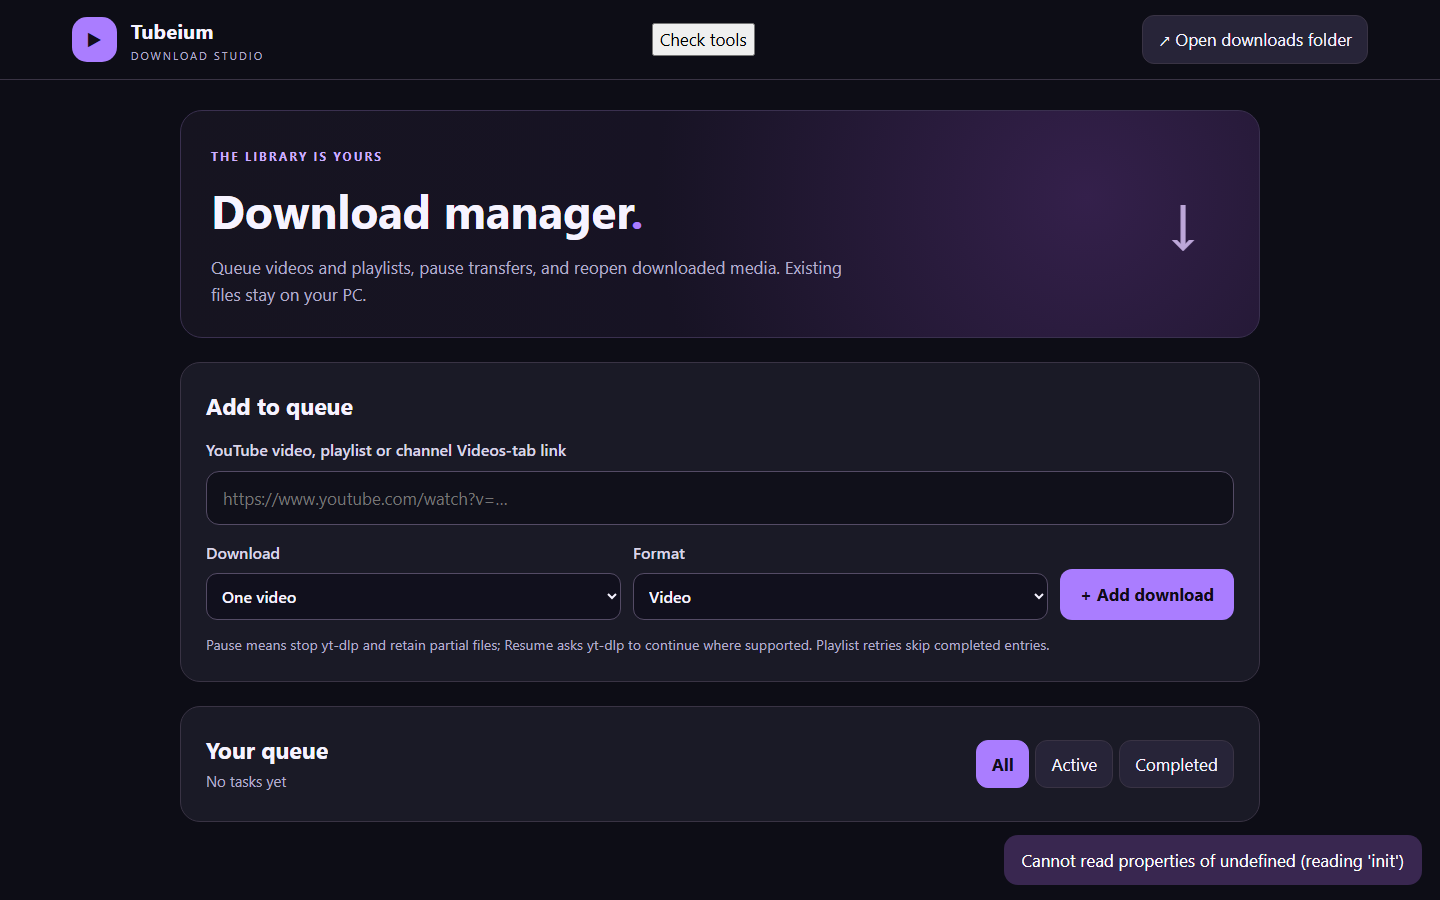 Tubeium
DOWNLOAD STUDIO
Check tools
↗ Open downloads folder
THE LIBRARY IS YOURS
Download manager.
Queue videos and playlists, pause transfers, and reopen downloaded media. Existing
files stay on your PC.
Add to queue
YouTube video, playlist or channel Videos-tab link
https://www.youtube.com/watch?v=...
Download
Format
One video
Video
+ Add download
Pause means stop yt-dlp and retain partial files; Resume asks yt-dlp to continue where supported. Playlist retries skip completed entries.
Your queue
No tasks yet
All
Active
Completed
Cannot read properties of undefined (reading 'init')